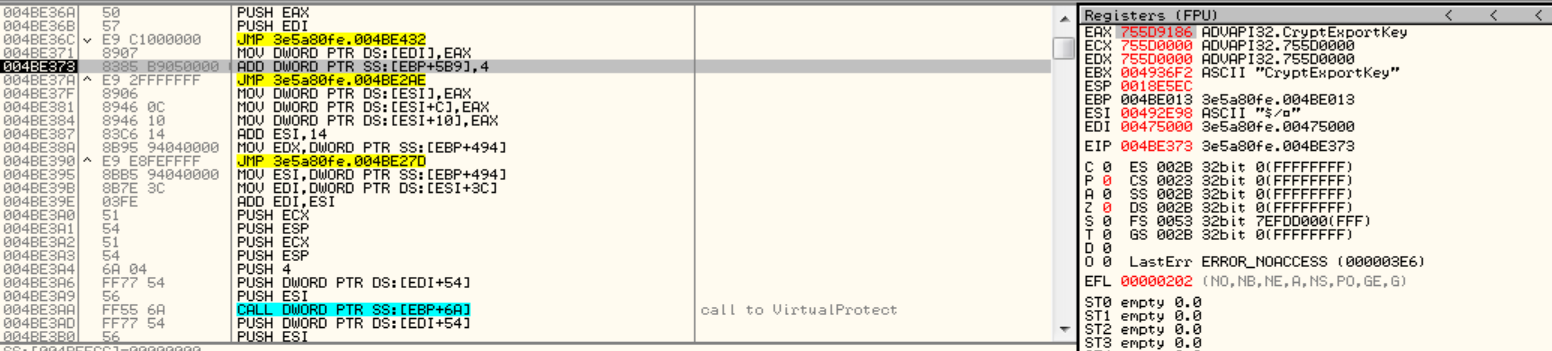 004BE36A 50 PUSH EAX
004BE36B 57 PUSH EDI
004BE36C E9 C1000000 JMP 3e5a80fe.004BE432
004BE371 8907 MOV DWORD PTR DS:[EDI],EAX
004BE373 8385 B9050000 ADD DWORD PTR SS:[EBP+5B9],4
004BE37A ^ E9 2FFFFFFF JMP 3e5a80fe.004BE2AE
004BE37F 8906 MOV DWORD PTR DS:[ESI],EAX
004BE381 8946 0C MOV DWORD PTR DS:[ESI+C],EAX
004BE384 8946 10 MOV DWORD PTR DS:[ESI+10],EAX
004BE387 83C6 14 ADD ESI,14
004BE38A 8B95 94040000 MOV EDX,DWORD PTR SS:[EBP+494]
004BE390 ^ E9 E8FEFFFF JMP 3e5a80fe.004BE27D
004BE395 8BB5 94040000 MOV ESI,DWORD PTR SS:[EBP+494]
004BE39B 8B7E 3C MOV EDI,DWORD PTR DS:[ESI+3C]
004BE39E 03FE ADD EDI,ESI
004BE3A0 51 PUSH ECX
004BE3A1 54 PUSH ESP
004BE3A2 51 PUSH ECX
004BE3A3 54 PUSH ESP
004BE3A4 6A 04 PUSH 4
004BE3A6 FF77 54 PUSH DWORD PTR DS:[EDI+54]
004BE3A9 56 PUSH ESI
004BE3AA FF55 6A CALL DWORD PTR SS:[EBP+6A] call to VirtualProtect
004BE3AD FF77 54 PUSH DWORD PTR DS:[EDI+54]
004BE3B0 56 PUSH ESI
Registers (FPU) < < <
EAX 755D9186 ADVAPI32.CryptExportKey
ECX 755D0000 ADVAPI32.755D0000
EDX 755D0000 ADVAPI32.755D0000
EBX 004936F2 ASCII "CryptExportKey"
ESP 0018E5EC
EBP 004BE013 3e5a80fe.004BE013
ESI 00492E98 ASCII "$/¤"
EDI 00475000 3e5a80fe.00475000
EIP 004BE373 3e5a80fe.004BE373
C 0 ES 002B 32bit 0(FFFFFFFF)
P 0 CS 0023 32bit 0(FFFFFFFF)
A 0 SS 002B 32bit 0(FFFFFFFF)
Z 0 DS 002B 32bit 0(FFFFFFFF)
S 0 FS 0053 32bit 7EFDD000(FFF)
T 0 GS 002B 32bit 0(FFFFFFFF)
D 0
O 0 LastErr ERROR_NOACCESS (000003E6)
EFL 00000202 (NO,NB,NE,A,NS,PO,GE,G)
ST0 empty 0.0
ST1 empty 0.0
ST2 empty 0.0
ST3 empty 0.0